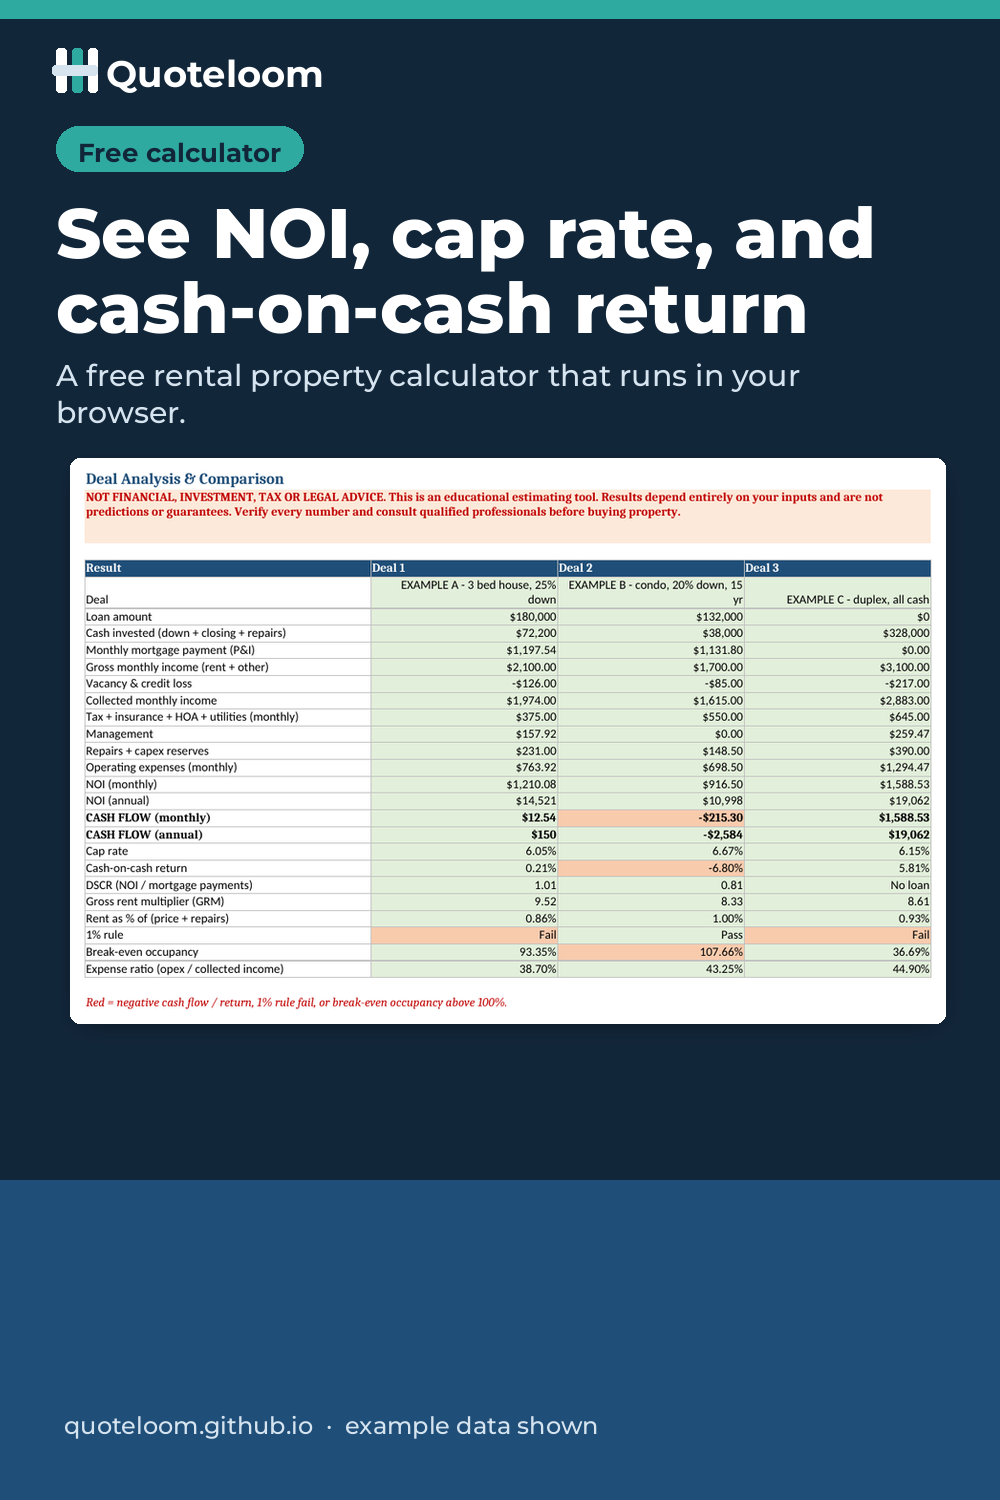 Quoteloom
Free calculator
See NOI, cap rate, and
cash-on-cash return
A free rental property calculator that runs in your
browser.
Deal Analysis & Comparison
NOT FINANCIAL, INVESTMENT, TAX OR LEGAL ADVICE. This is an educational estimating tool. Results depend entirely on your inputs and are not
predictions or guarantees. Verify every number and consult qualified professionals before buying property.
Result Deal 1 Deal 2 Deal 3
Deal EXAMPLE A - 3 bed house, 25% down EXAMPLE B - condo, 20% down, 15 yr EXAMPLE C - duplex, all cash
Loan amount $180,000 $132,000 $0
Cash invested (down + closing + repairs) $72,200 $38,000 $328,000
Monthly mortgage payment (P&I) $1,197.54 $1,131.80 $0.00
Gross monthly income (rent + other) $2,100.00 $1,700.00 $3,100.00
Vacancy & credit loss -$126.00 -$85.00 -$217.00
Collected monthly income $1,974.00 $1,615.00 $2,883.00
Tax + insurance + HOA + utilities (monthly) $375.00 $550.00 $645.00
Management $157.92 $0.00 $259.47
Repairs + capex reserves $231.00 $148.50 $390.00
Operating expenses (monthly) $763.92 $698.50 $1,294.47
NOI (monthly) $1,210.08 $916.50 $1,588.53
NOI (annual) $14,521 $10,998 $19,062
CASH FLOW (monthly) $12.54 -$215.30 $1,588.53
CASH FLOW (annual) $150 -$2,584 $19,062
Cap rate 6.05% 6.67% 6.15%
Cash-on-cash return 0.21% -6.80% 5.81%
DSCR (NOI / mortgage payments) 1.01 0.81 No loan
Gross rent multiplier (GRM) 9.52 8.33 8.61
Rent as % of (price + repairs) 0.86% 1.00% 0.93%
1% rule Fail Pass Fail
Break-even occupancy 93.35% 107.66% 36.69%
Expense ratio (opex / collected income) 38.70% 43.25% 44.90%
Red = negative cash flow / return, 1% rule fail, or break-even occupancy above 100%.
quoteloom.github.io · example data shown